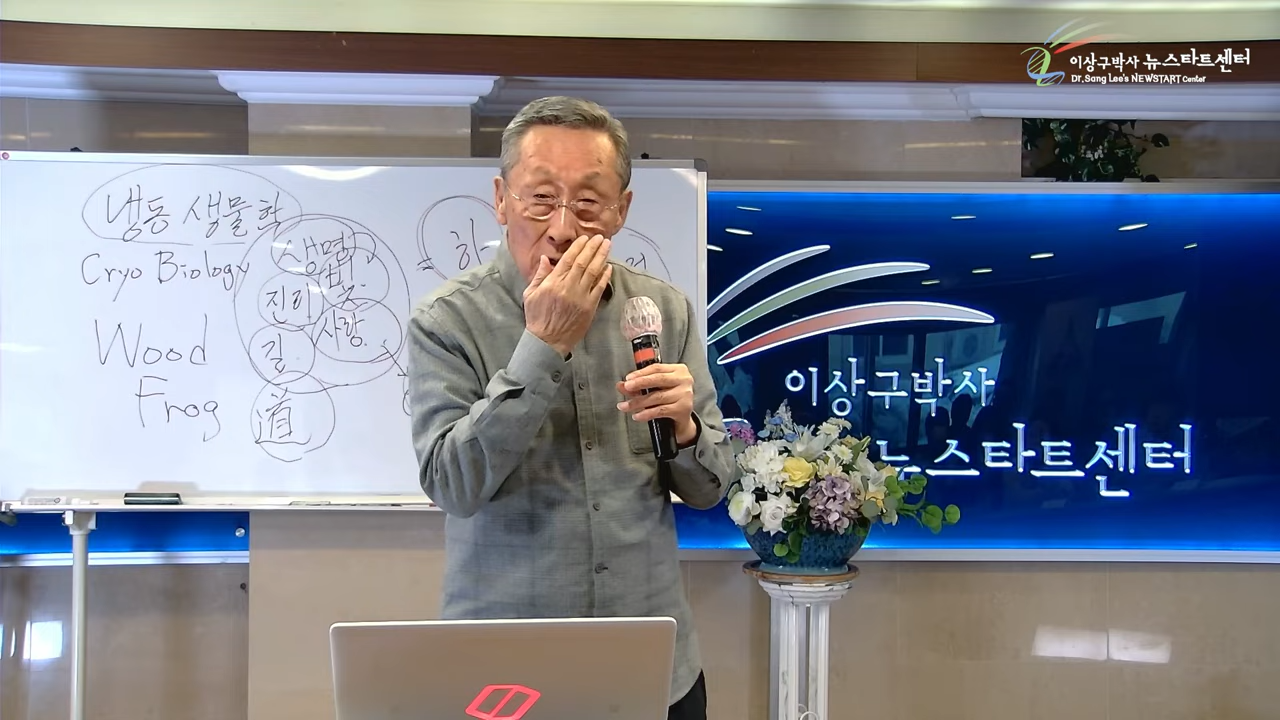 이상구박사 뉴스타트센터
Dr. Sang Lee's NEWSTART Center
냉동 생물학
Cryo Biology
Wood
Frog
생명
빛
진리
사랑
길
道
하
이상구박사
뉴스타트센터